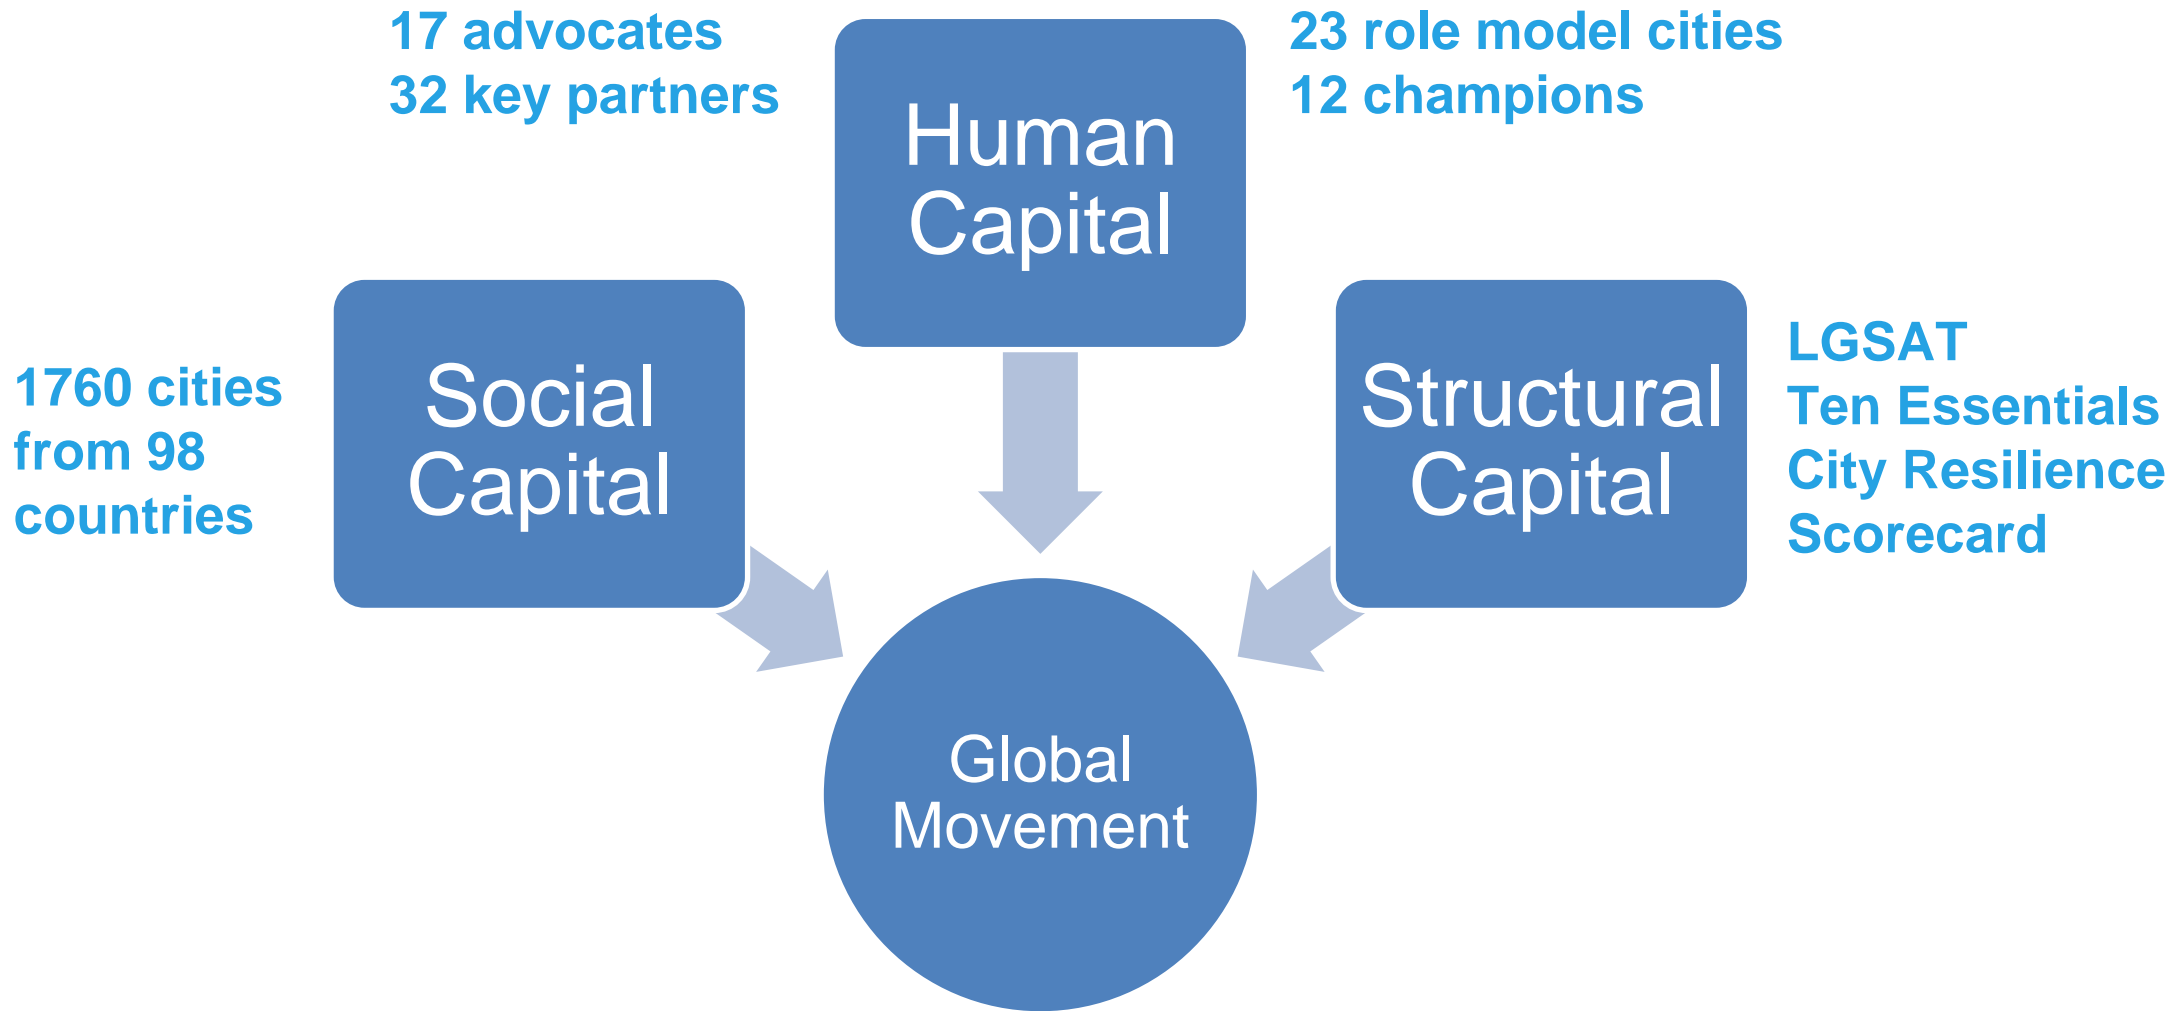 17 advocates
32 key partners
Human
Capital
23 role model cities
12 champions
1760 cities
from 98
countries
Social
Capital
Structural
Capital
LGSAT
Ten Essentials
City Resilience
Scorecard
Global
Movement